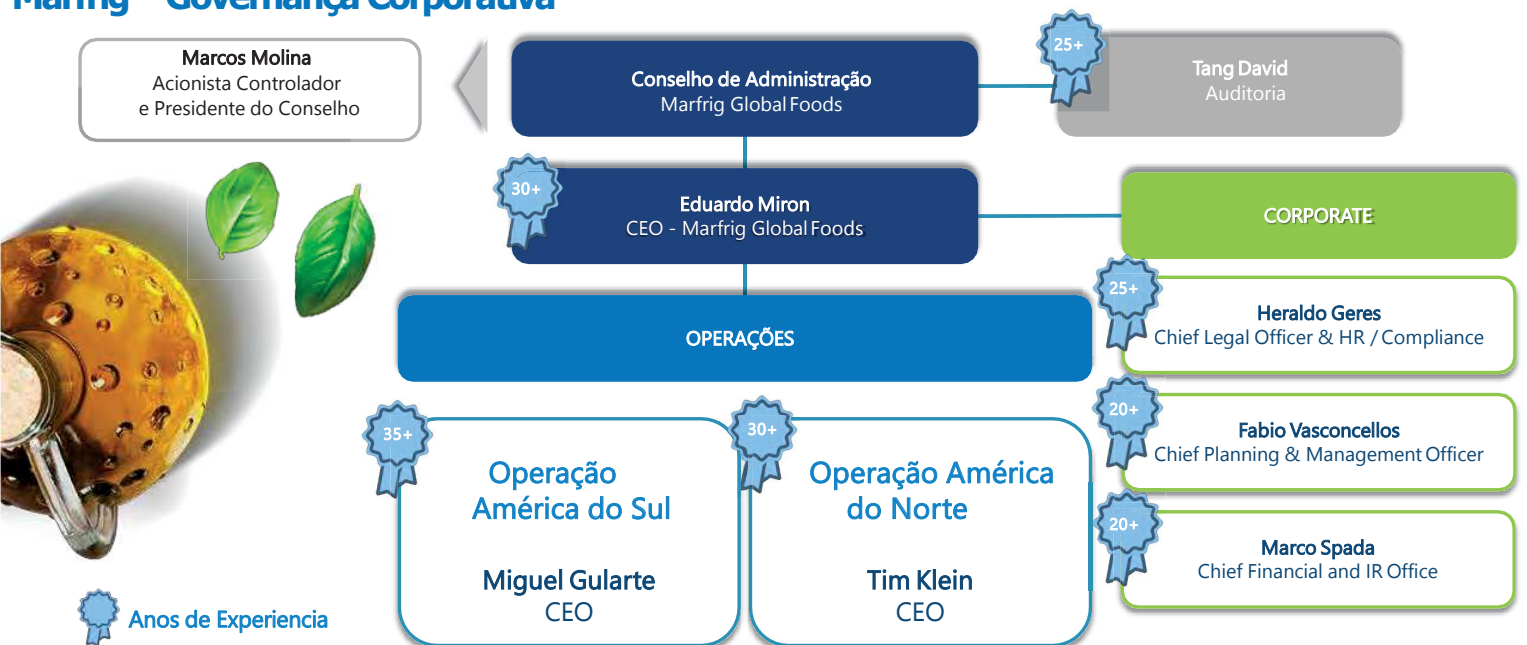 Marfrig – Governança Corporativa
Marcos Molina
Acionista Controlador
e Presidente do Conselho
Conselho de Administração
Marfrig Global Foods
25+
Tang David
Auditoria
30+
Eduardo Miron
CEO - Marfrig Global Foods
CORPORATE
OPERAÇÕES
25+
Heraldo Geres
Chief Legal Officer & HR / Compliance
20+
Fabio Vasconcellos
Chief Planning & Management Officer
20+
Marco Spada
Chief Financial and IR Office
35+
Operação
América do Sul
Miguel Gularte
CEO
30+
Operação América
do Norte
Tim Klein
CEO
Anos de Experiencia